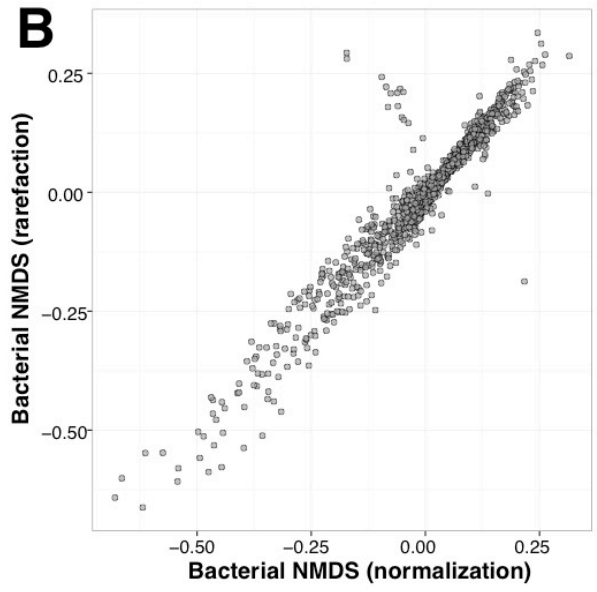 B
Bacterial NMDS (rarefaction)
0.25
0.00
−0.25
−0.50
−0.50 −0.25 0.00 0.25
Bacterial NMDS (normalization)